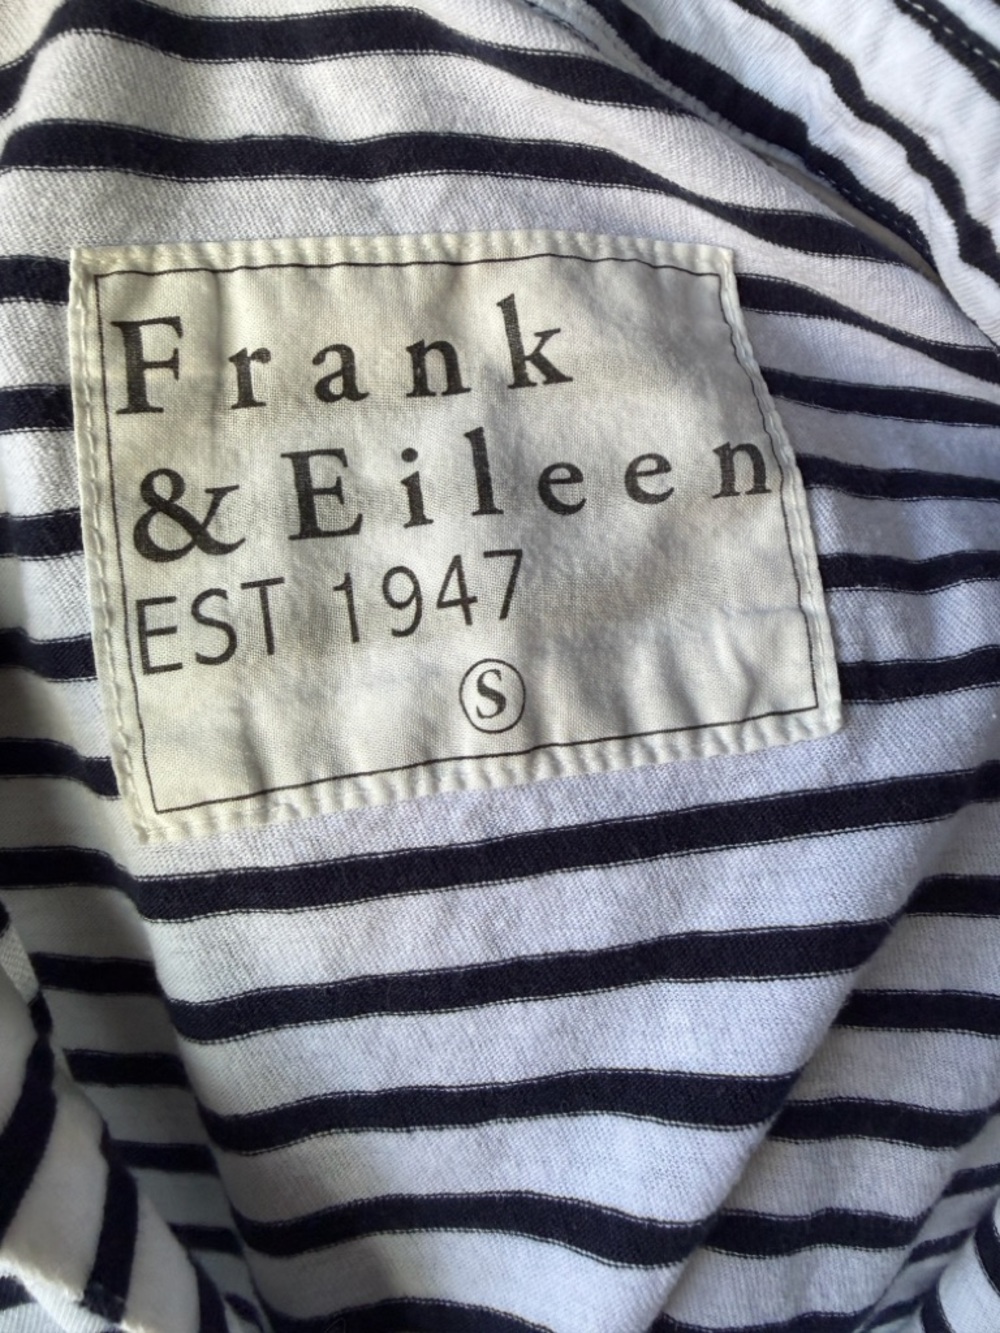 Frank
& Eileen
EST 1947
S